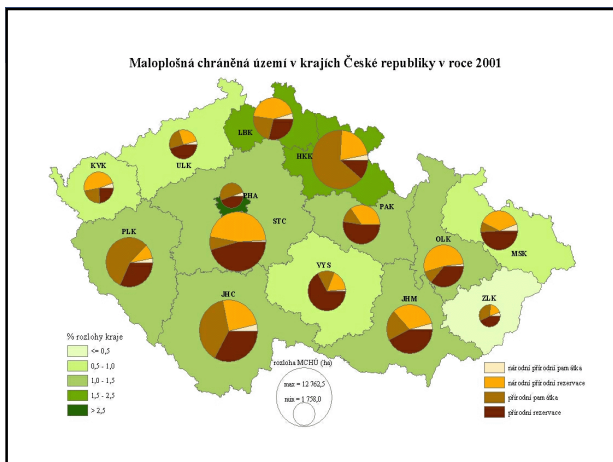 Maloplošná chráněná území v krajích České republiky v roce 2001
LBK
HKK
KVK
ULK
PHA
STC
PAK
PLK
OLK
MSK
VYS
JHC
JHM
ZLK
% rozlohy kraje
<= 0,5
0,5 - 1,0
1,0 - 1,5
1,5 - 2,5
> 2,5
rozloha MCHÚ (ha)
max = 12 762,5
min = 1 758,0
národní přírodní památka
národní přírodní rezervace
přírodní památka
přírodní rezervace